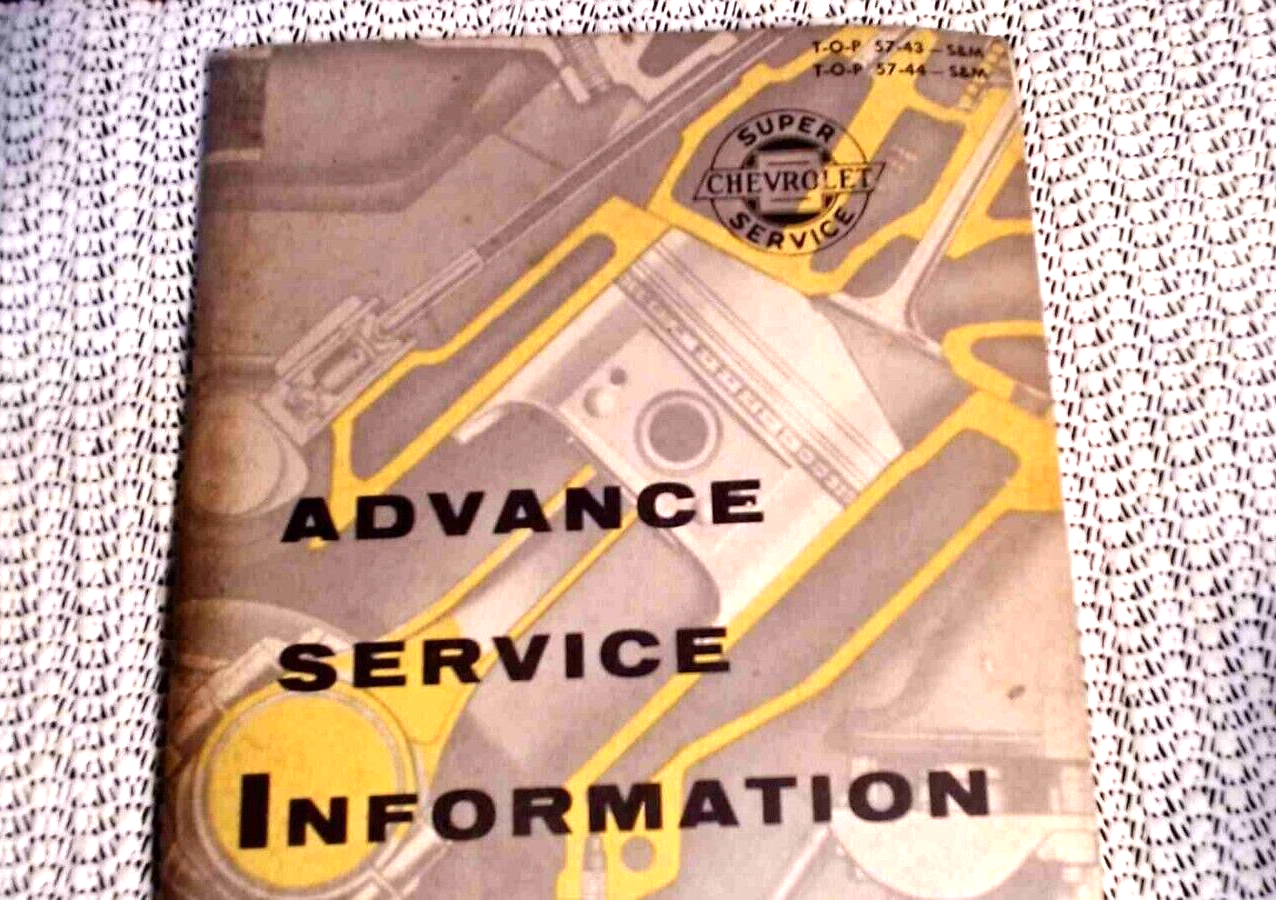 T-O-P 57-43 — S&M
T-O-P 57-44 — S&M
SUPER
CHEVROLET
SERVICE
ADVANCE
SERVICE
INFORMATION